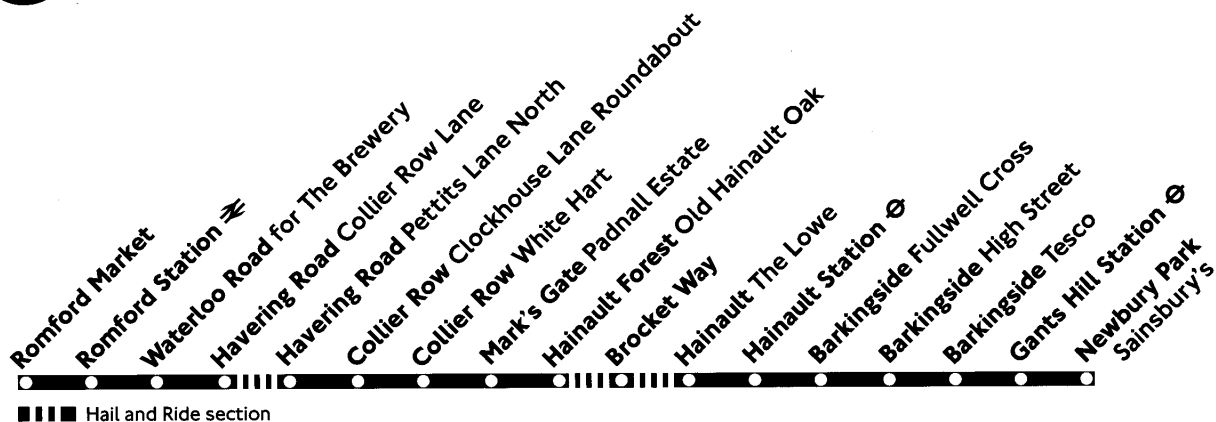 Romford Market
Romford Station
Waterloo Road for The Brewery
Havering Road Collier Row Lane
Havering Road Pettits Lane North
Collier Row Clockhouse Lane Roundabout
Collier Row White Hart
Mark's Gate Padnall Estate
Hainault Forest Old Hainault Oak
Brocket Way
Hainault The Lowe
Hainault Station
Barkingside Fullwell Cross
Barkingside High Street
Barkingside Tesco
Gants Hill Station
Newbury Park
Sainsbury's
Hail and Ride section